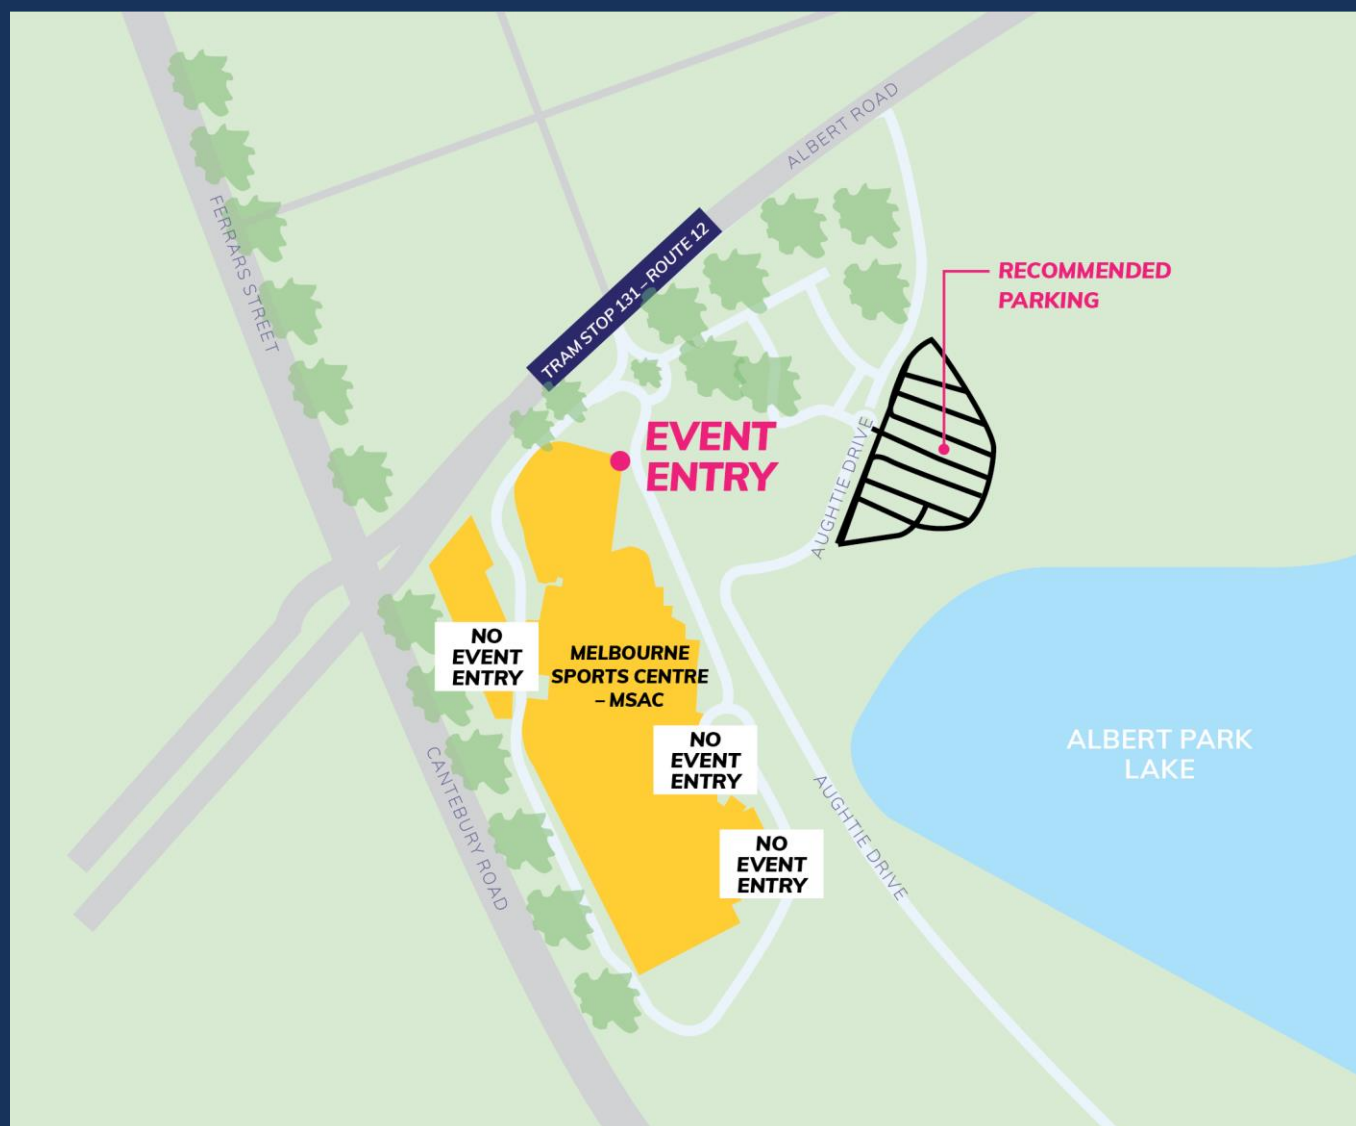 ALBERT ROAD
FERRARS STREET
TRAM STOP 131 – ROUTE 12
RECOMMENDED
PARKING
EVENT
ENTRY
AUGHTIE DRIVE
NO
EVENT
ENTRY
MELBOURNE
SPORTS CENTRE
– MSAC
NO
EVENT
ENTRY
ALBERT PARK
LAKE
CANTEBURY ROAD
AUGHTIE DRIVE
NO
EVENT
ENTRY